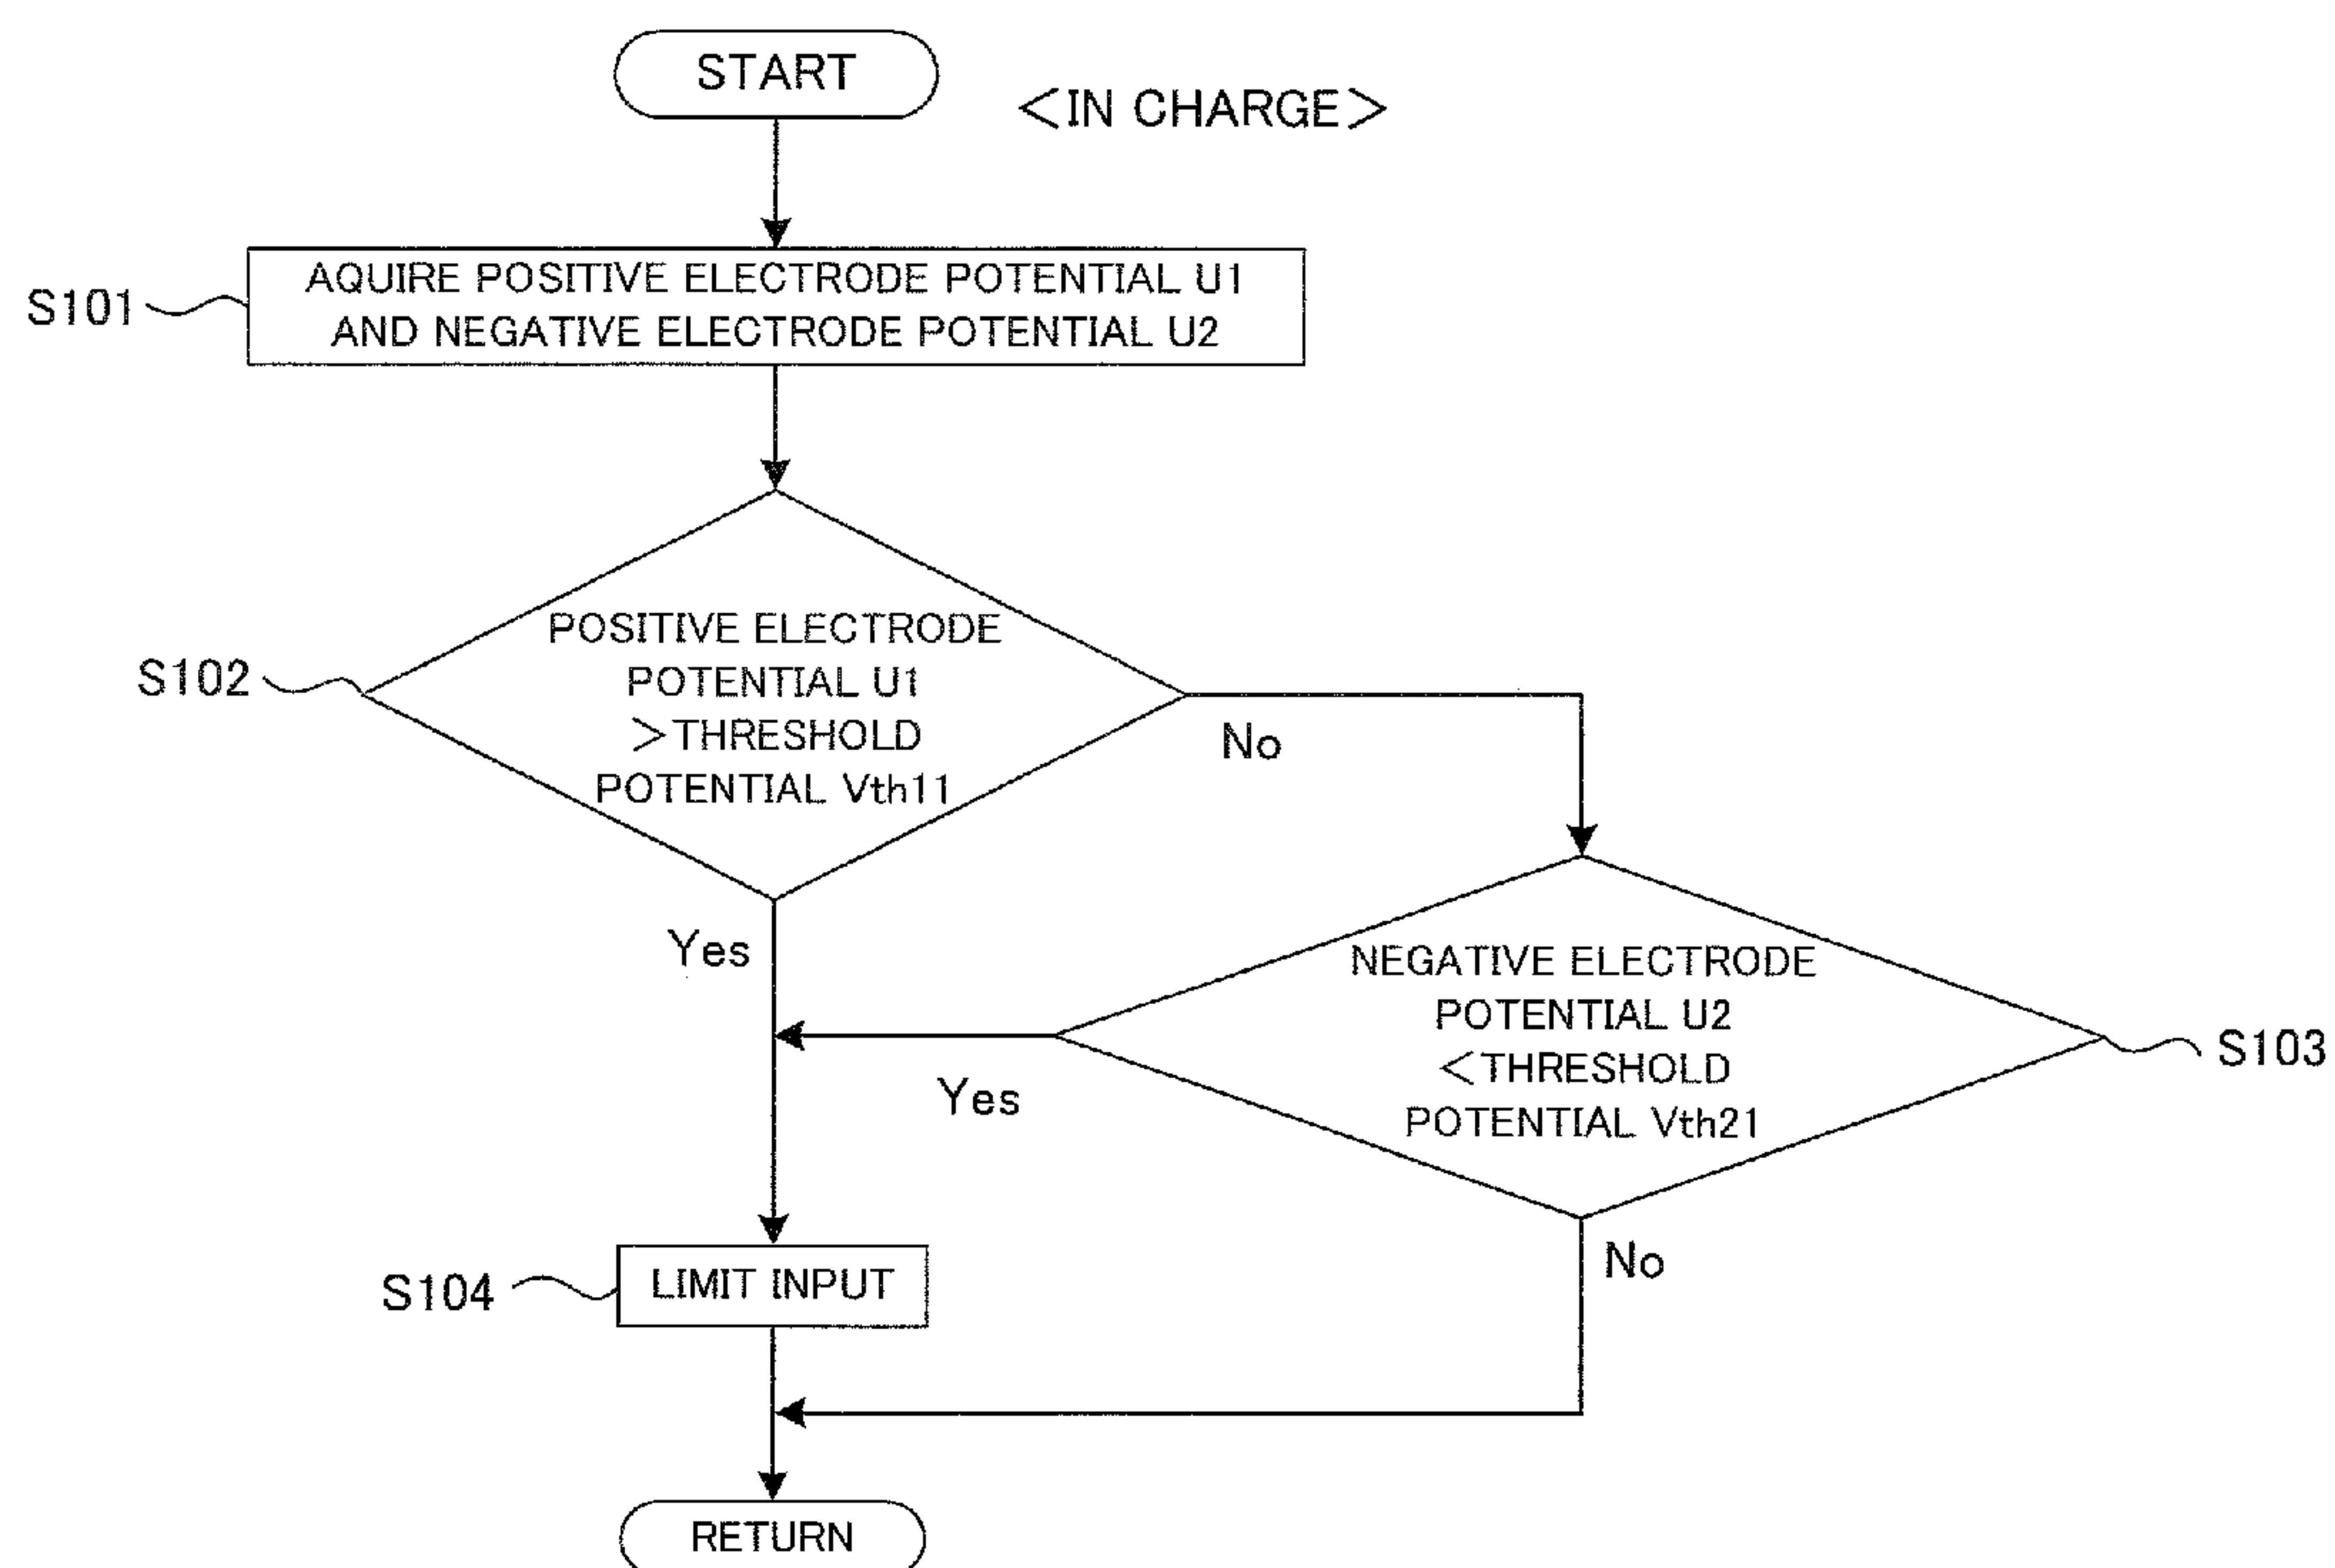 START
<IN CHARGE>
S101
AQUIRE POSITIVE ELECTRODE POTENTIAL U1
AND NEGATIVE ELECTRODE POTENTIAL U2
S102
POSITIVE ELECTRODE
POTENTIAL U1
>THRESHOLD
POTENTIAL Vth11
No
Yes
NEGATIVE ELECTRODE
POTENTIAL U2
<THRESHOLD
POTENTIAL Vth21
S103
Yes
No
S104
LIMIT INPUT
RETURN